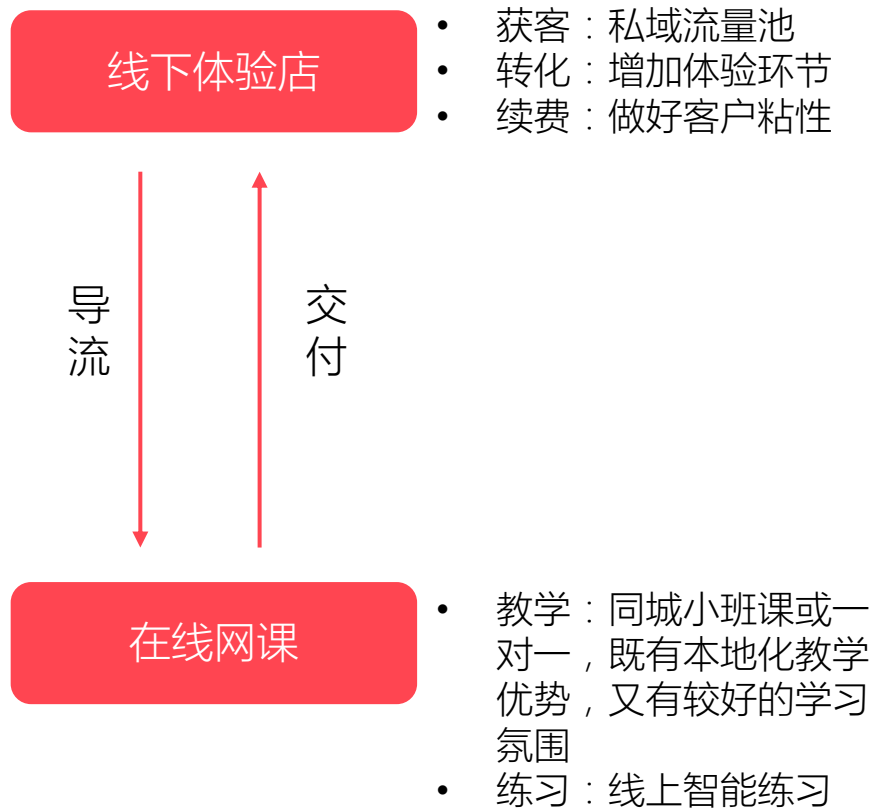 线下体验店
• 获客：私域流量池
• 转化：增加体验环节
• 续费：做好客户粘性
导流
交付
在线网课
• 教学：同城小班课或一
对一，既有本地化教学
优势，又有较好的学习
氛围
• 练习：线上智能练习